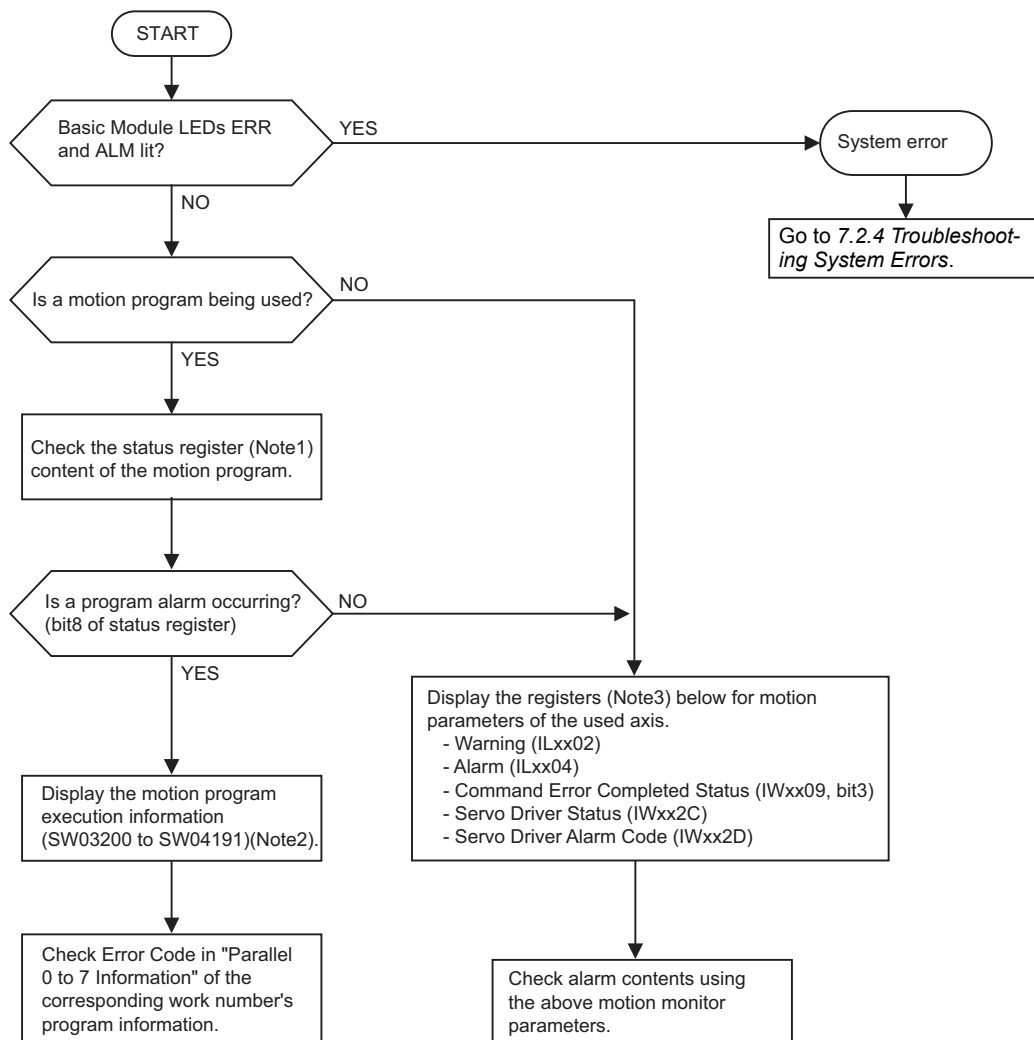 START
Basic Module LEDs ERR
and ALM lit?
YES
System error
NO
Go to 7.2.4 Troubleshoot-
ing System Errors.
Is a motion program being used?
NO
YES
Check the status register (Note1)
content of the motion program.
Is a program alarm occurring?
(bit8 of status register)
NO
YES
Display the registers (Note3) below for motion
parameters of the used axis.
- Warning (ILxx02)
- Alarm (ILxx04)
- Command Error Completed Status (IWxx09, bit3)
- Servo Driver Status (IWxx2C)
- Servo Driver Alarm Code (IWxx2D)
Display the motion program
execution information
(SW03200 to SW04191)(Note2).
Check Error Code in "Parallel
0 to 7 Information" of the
corresponding work number's
program information.
Check alarm contents using
the above motion monitor
parameters.